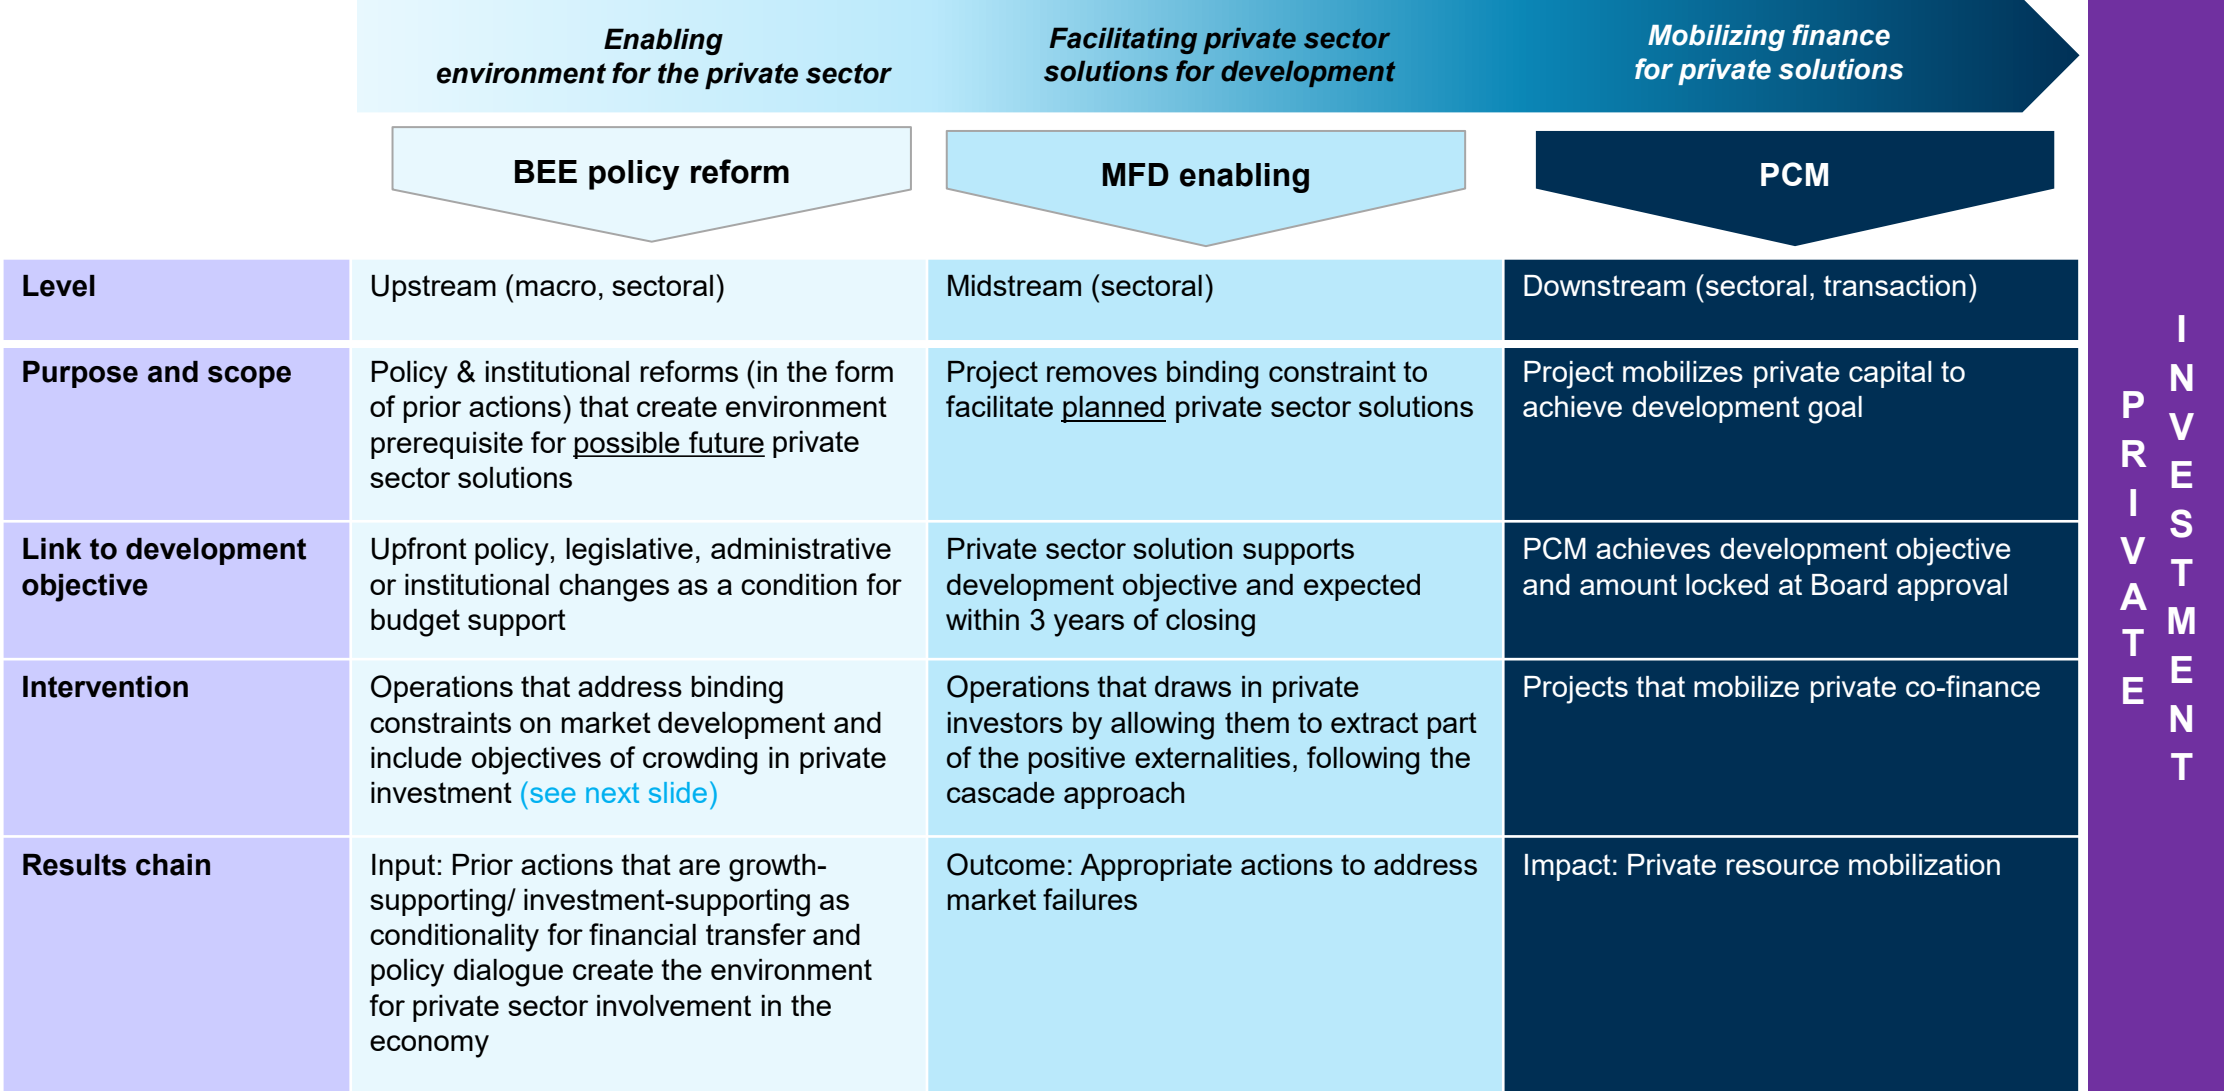 Enabling
environment for the private sector
Facilitating private sector
solutions for development
Mobilizing finance
for private solutions
BEE policy reform
MFD enabling
PCM
Level
Upstream (macro, sectoral)
Midstream (sectoral)
Downstream (sectoral, transaction)
Purpose and scope
Policy & institutional reforms (in the form
of prior actions) that create environment
prerequisite for possible future private
sector solutions
Project removes binding constraint to
facilitate planned private sector solutions
Project mobilizes private capital to
achieve development goal
Link to development
objective
Upfront policy, legislative, administrative
or institutional changes as a condition for
budget support
Private sector solution supports
development objective and expected
within 3 years of closing
PCM achieves development objective
and amount locked at Board approval
Intervention
Operations that address binding
constraints on market development and
include objectives of crowding in private
investment (see next slide)
Operations that draws in private
investors by allowing them to extract part
of the positive externalities, following the
cascade approach
Projects that mobilize private co-finance
Results chain
Input: Prior actions that are growth-
supporting/ investment-supporting as
conditionality for financial transfer and
policy dialogue create the environment
for private sector involvement in the
economy
Outcome: Appropriate actions to address
market failures
Impact: Private resource mobilization
PRIVATE
INVESTMENT